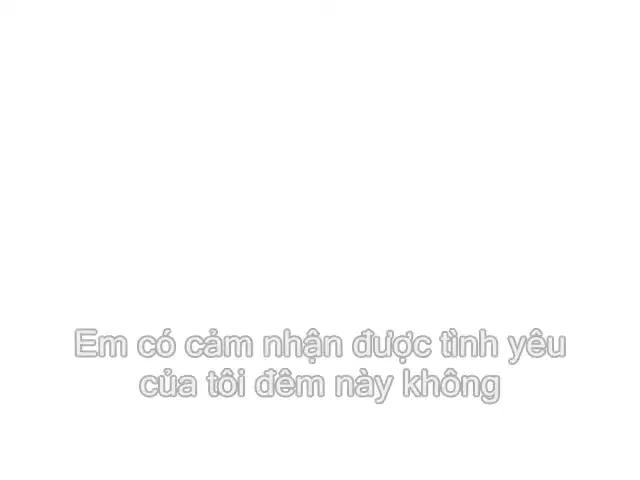 Em có cảm nhận được tình yêu
của tôi đêm này không